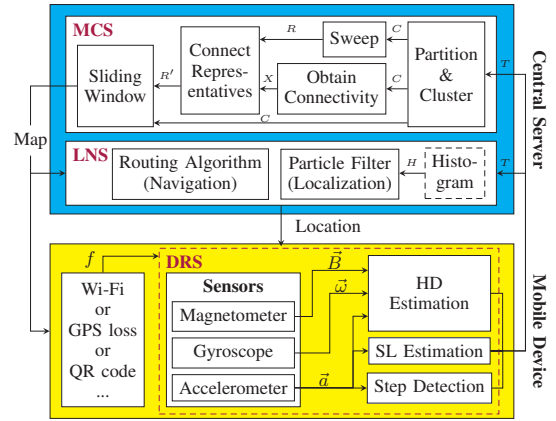 MCS
Sliding
Window
R′
Connect
Repres-
entatives
R
Sweep
C
X
Obtain
Connectivity
C
C
Partition
&
Cluster
T
Central Server
Map
LNS
Routing Algorithm
(Navigation)
Particle Filter
(Localization)
H
Histo-
gram
T
Location
f
Wi-Fi
or
GPS loss
or
QR code
...
DRS
Sensors
Magnetometer
Gyroscope
Accelerometer
B⃗
ω⃗
a⃗
HD
Estimation
SL Estimation
Step Detection
Mobile Device